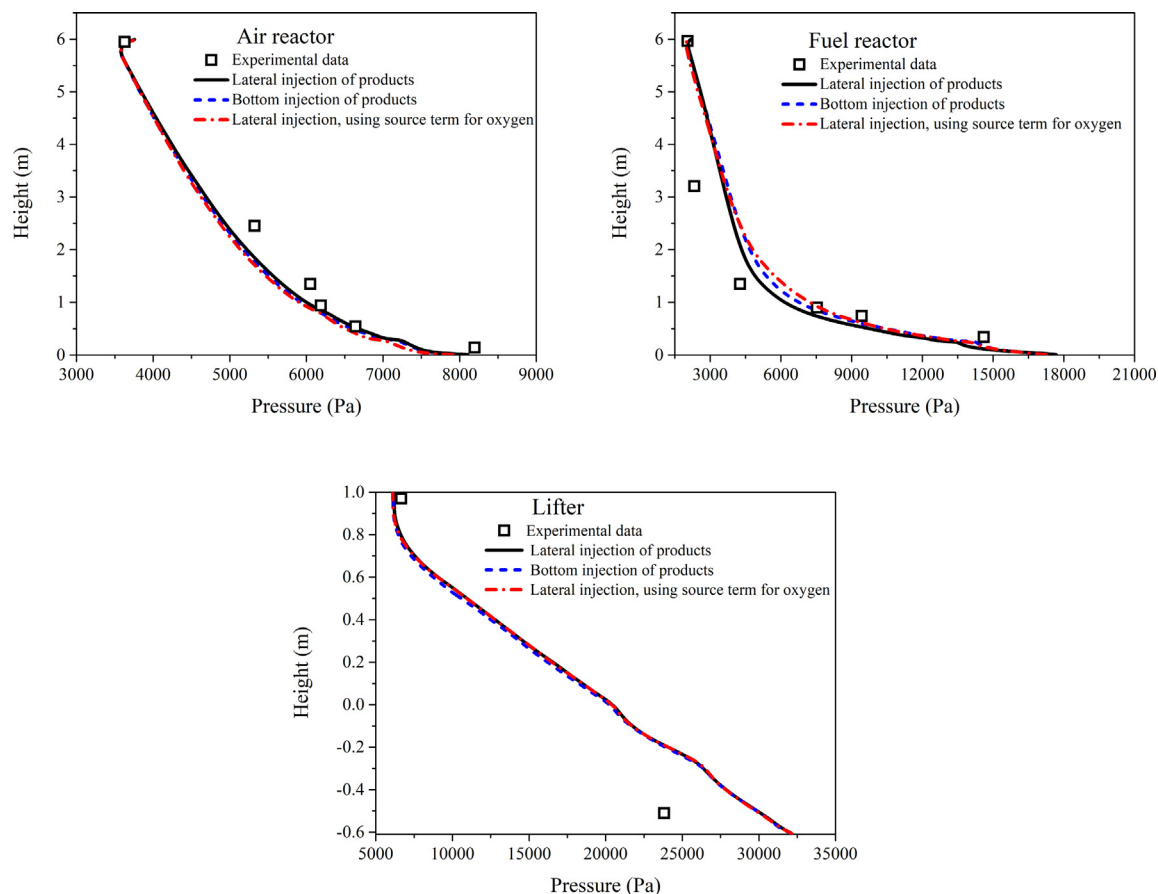 Air reactor
Experimental data
Lateral injection of products
Bottom injection of products
Lateral injection, using source term for oxygen
6
5
4
3
2
1
0
Height (m)
3000 4000 5000 6000 7000 8000 9000
Pressure (Pa)
Fuel reactor
Experimental data
Lateral injection of products
Bottom injection of products
Lateral injection, using source term for oxygen
6
5
4
3
2
1
0
Height (m)
3000 6000 9000 12000 15000 18000 21000
Pressure (Pa)
Lifter
Experimental data
Lateral injection of products
Bottom injection of products
Lateral injection, using source term for oxygen
1.0
0.8
0.6
0.4
0.2
0.0
-0.2
-0.4
-0.6
Height (m)
5000 10000 15000 20000 25000 30000 35000
Pressure (Pa)